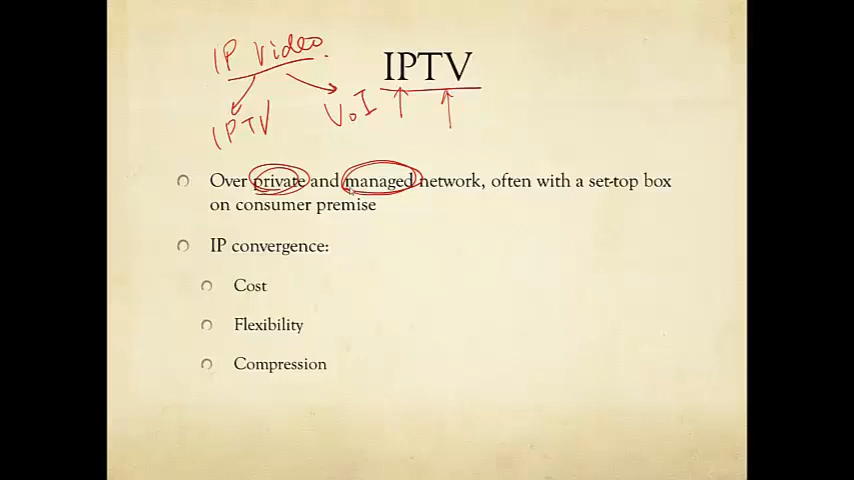 IP Video.
IPTV
VoI
IPTV
Over private and managed network, often with a set-top box
on consumer premise
IP convergence:
Cost
Flexibility
Compression